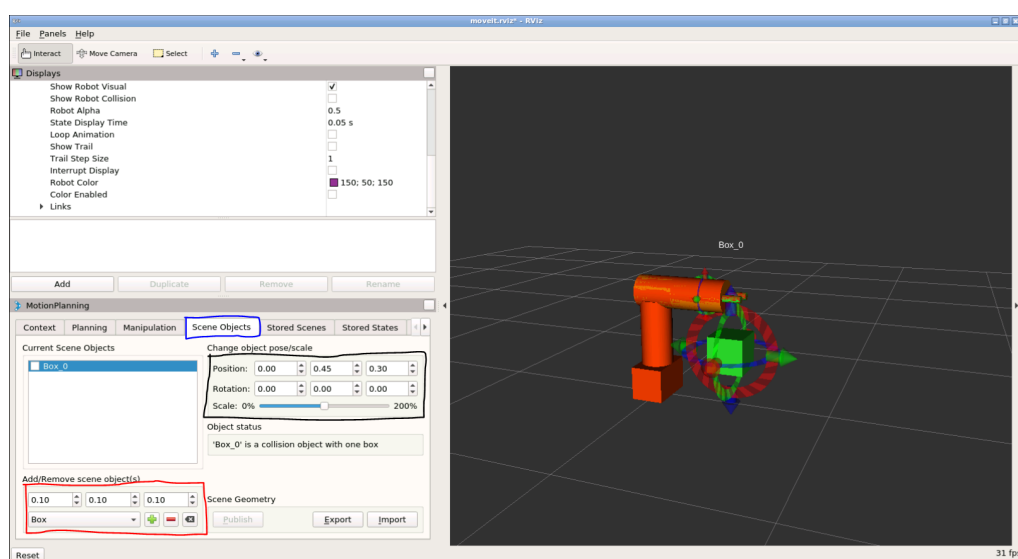 moveit.rviz* - RViz
File Panels Help
Interact Move Camera Select
Displays
Show Robot Visual
Show Robot Collision
Robot Alpha 0.5
State Display Time 0.05 s
Loop Animation
Show Trail
Trail Step Size 1
Interrupt Display
Robot Color 150; 50; 150
Color Enabled
Links
Add Duplicate Remove Rename
MotionPlanning
Context Planning Manipulation Scene Objects Stored Scenes Stored States
Current Scene Objects
Box_0
Change object pose/scale
Position: 0.00 0.45 0.30
Rotation: 0.00 0.00 0.00
Scale: 0% 200%
Object status
'Box_0' is a collision object with one box
Add/Remove scene object(s)
0.10 0.10 0.10
Box
Scene Geometry
Publish Export Import
Reset
Box_0
31 fp